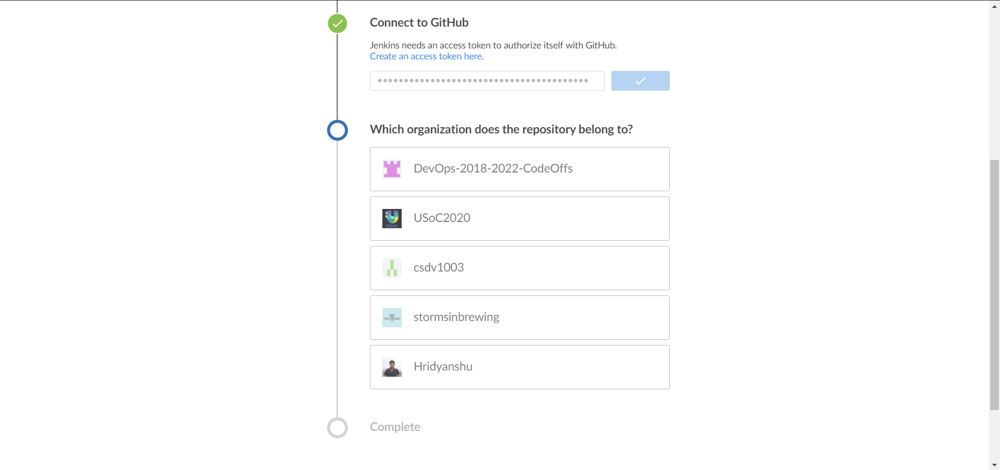 Connect to GitHub
Jenkins needs an access token to authorize itself with GitHub.
Create an access token here.
••••••••••••••••••••••••••••••••••••••••
Which organization does the repository belong to?
DevOps-2018-2022-CodeOffs
USoC
USoC2020
csdv1003
stormsinbrewing
Hridyanshu
Complete